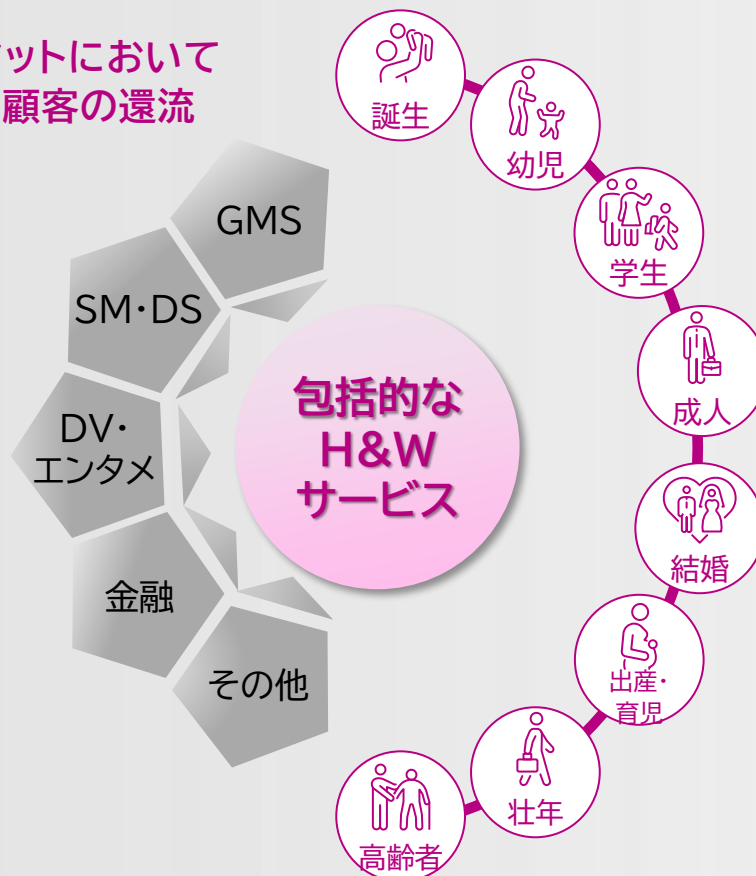 ットにおいて
顧客の還流
GMS
SM・DS
DV・
エンタメ
金融
その他
包括的な
H&W
サービス
誕生
幼児
学生
成人
結婚
出産・
育児
壮年
高齢者